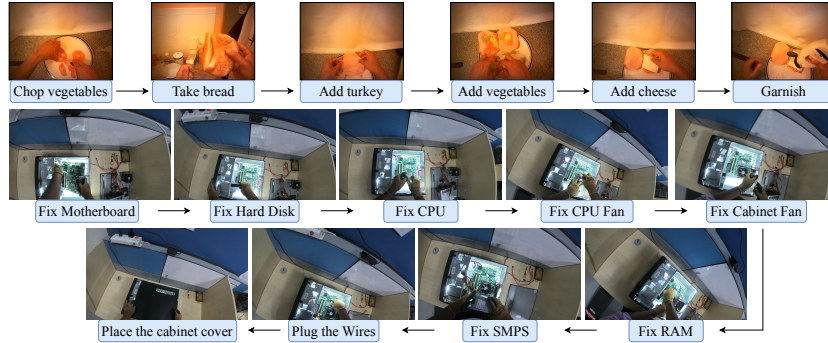 Chop vegetables
Take bread
Add turkey
Add vegetables
Add cheese
Garnish
Fix Motherboard
Fix Hard Disk
Fix CPU
Fix CPU Fan
Fix Cabinet Fan
Place the cabinet cover
Plug the Wires
Fix SMPS
Fix RAM